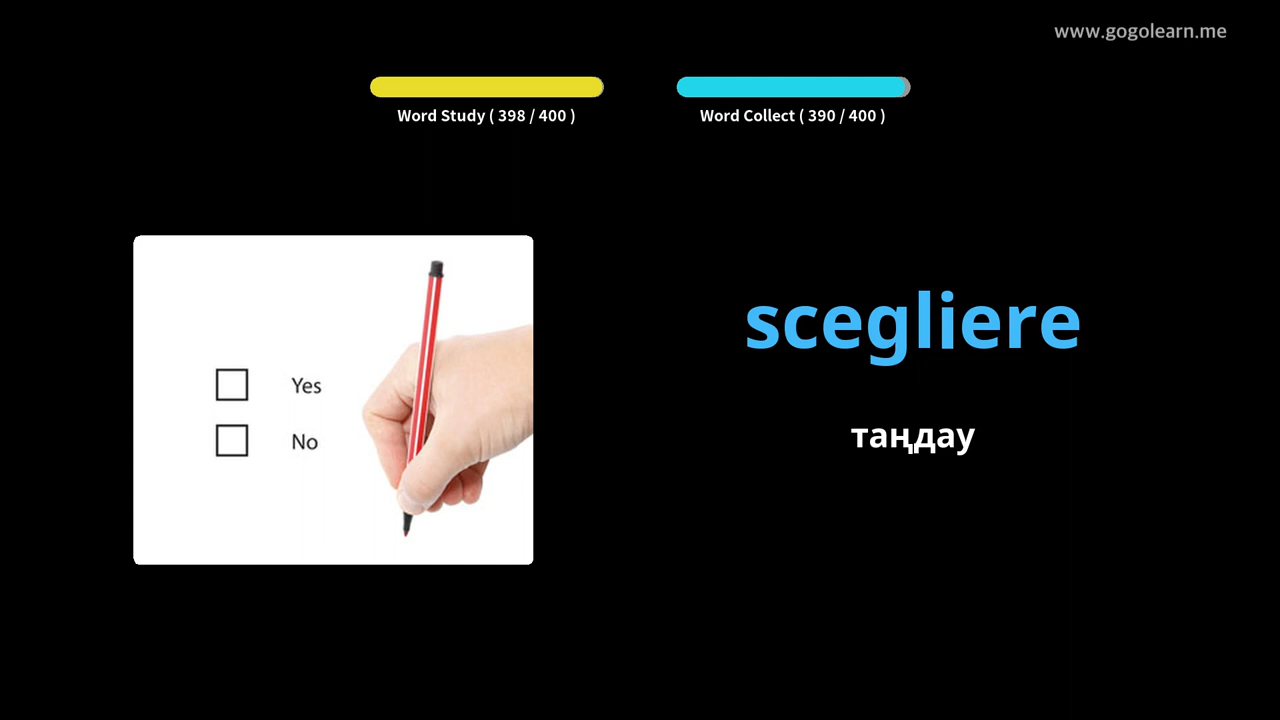 www.gogolearn.me
Word Study ( 398 / 400 )
Word Collect ( 390 / 400 )
Yes
No
scegliere
таңдау